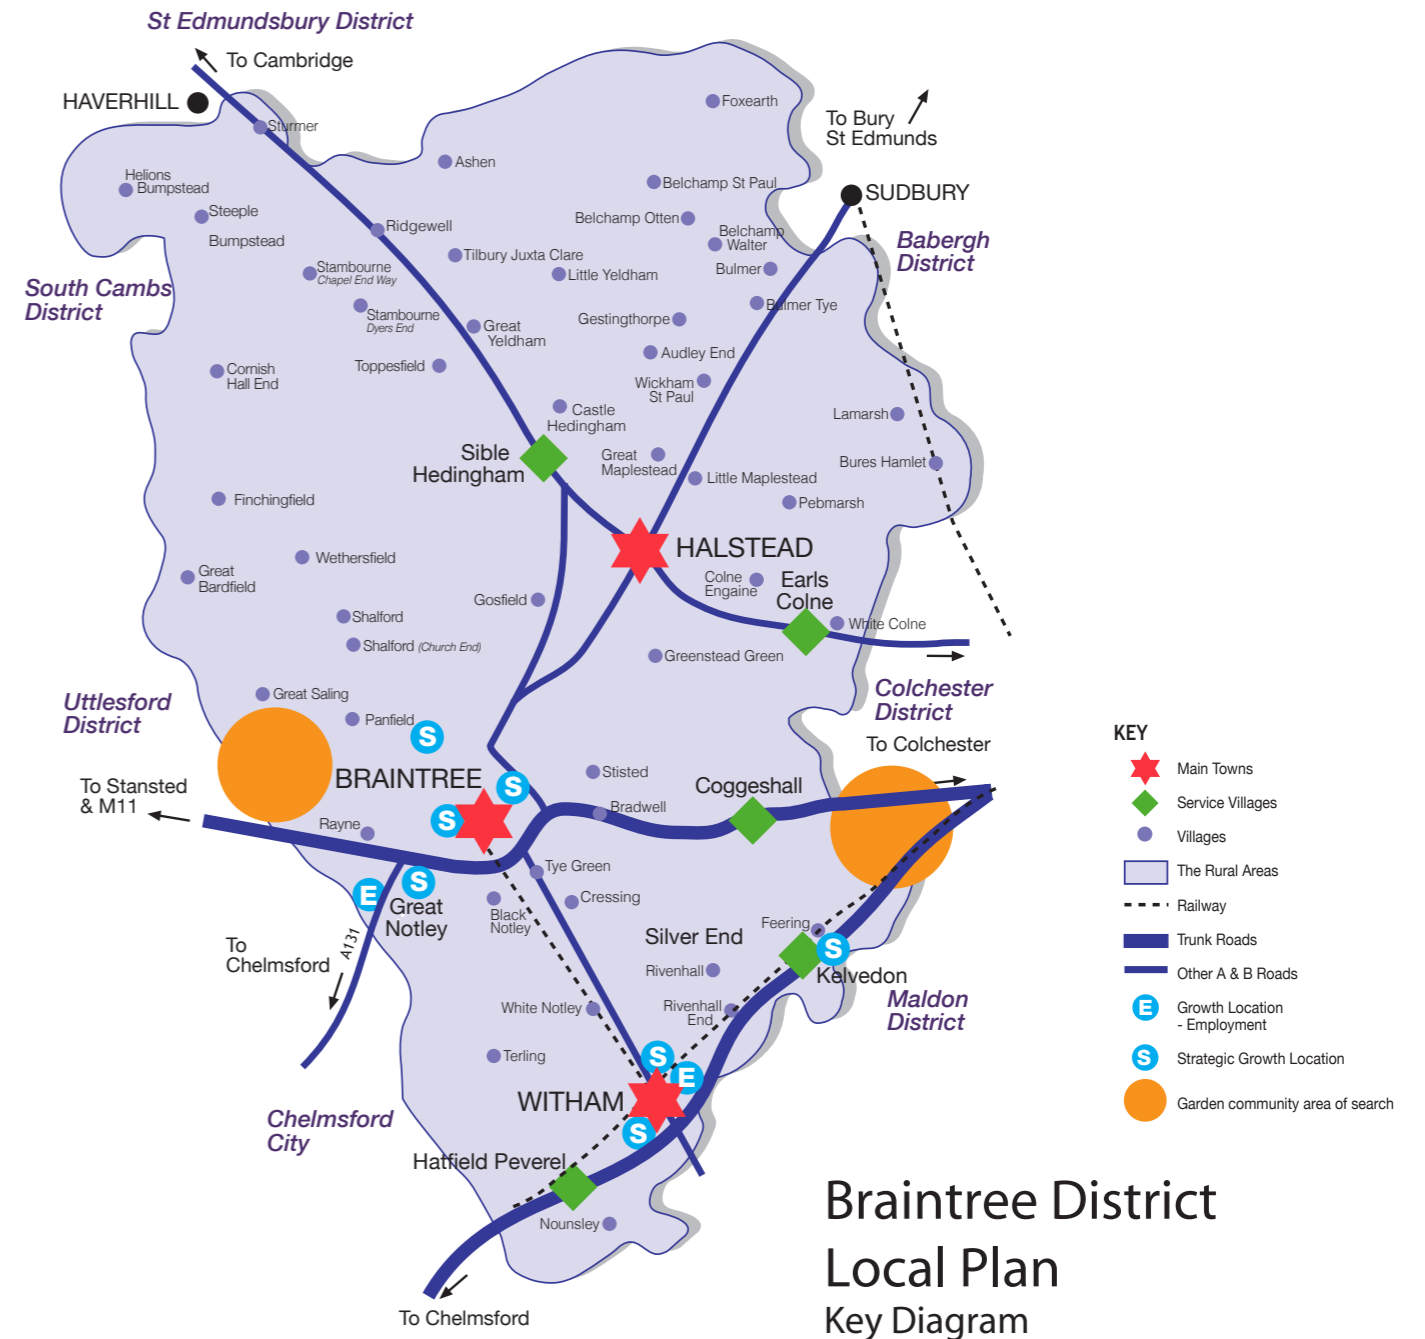 St Edmundsbury District
To Cambridge
HAVERHILL
Sturmer
Foxearth
To Bury
St Edmunds
Ashen
Helions
Bumpstead
Belchamp St Paul
SUDBURY
Steeple
Bumpstead
Belchamp Otten
Ridgewell
Belchamp
Walter
Babergh
District
Tilbury Juxta Clare
Stambourne
Chapel End Way
Little Yeldham
Bulmer
South Cambs
District
Stambourne
Dyers End
Bulmer Tye
Great
Yeldham
Gestingthorpe
Audley End
Cornish
Hall End
Toppesfield
Wickham
St Paul
Castle
Hedingham
Lamarsh
Sible
Hedingham
Great
Maplestead
Bures Hamlet
Little Maplestead
Finchingfield
Pebmarsh
HALSTEAD
Wethersfield
Great
Bardfield
Colne
Engaine
Earls
Colne
Gosfield
Shalford
White Colne
Shalford (Church End)
Greenstead Green
Great Saling
Uttlesford
District
Colchester
District
Panfield
S
To Colchester
BRAINTREE
Stisted
Coggeshall
To Stansted
& M11
S
S
Bradwell
Rayne
Tye Green
E
S
Great
Notley
Cressing
Black
Notley
Feering
Silver End
S
To
Chelmsford
A131
Rivenhall
Kelvedon
White Notley
Rivenhall
End
Maldon
District
Terling
S
E
WITHAM
Chelmsford
City
S
Hatfield Peverel
Nounsley
To Chelmsford
KEY
Main Towns
Service Villages
Villages
The Rural Areas
Railway
Trunk Roads
Other A & B Roads
E
Growth Location
- Employment
S
Strategic Growth Location
Garden community area of search
Braintree District
Local Plan
Key Diagram